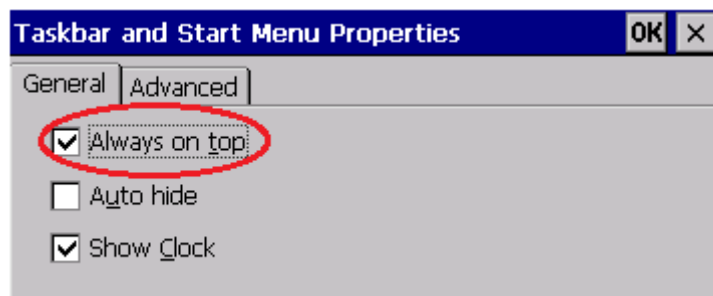 Taskbar and Start Menu Properties OK ×
General Advanced
Always on top
Auto hide
Show Clock